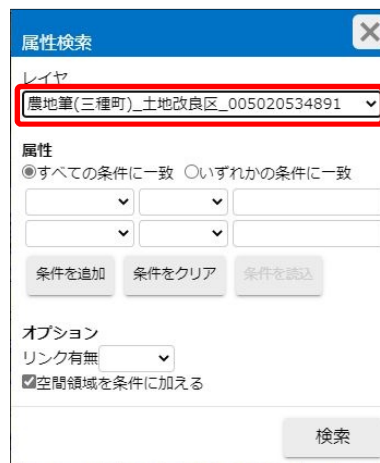 属性検索
レイヤ
農地筆(三種町)_土地改良区_005020534891
属性
すべての条件に一致 いずれかの条件に一致
条件を追加 条件をクリア 条件を読込
オプション
リンク有無
空間領域を条件に加える
検索